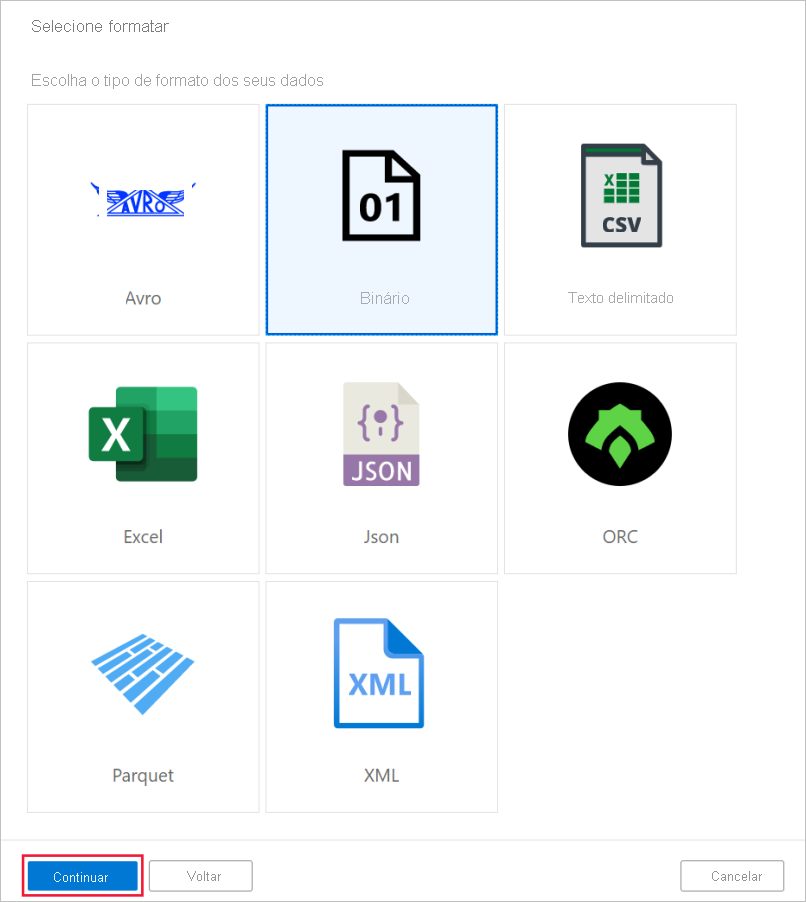 Selecione formatar
Escolha o tipo de formato dos seus dados
AVRO
01
X
CSV
Avro
Binário
Texto delimitado
X
{ }
JSON
Excel
Json
ORC
XML
Parquet
XML
Continuar
Voltar
Cancelar